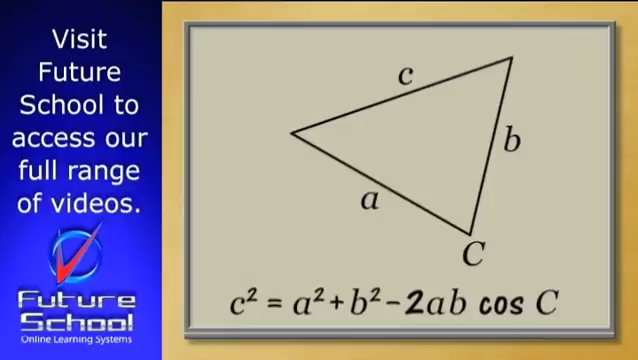 Visit
Future
School to
access our
full range
of videos.
Future
School
Online Learning Systems
c
b
a
C
c² = a² + b² - 2ab cos C